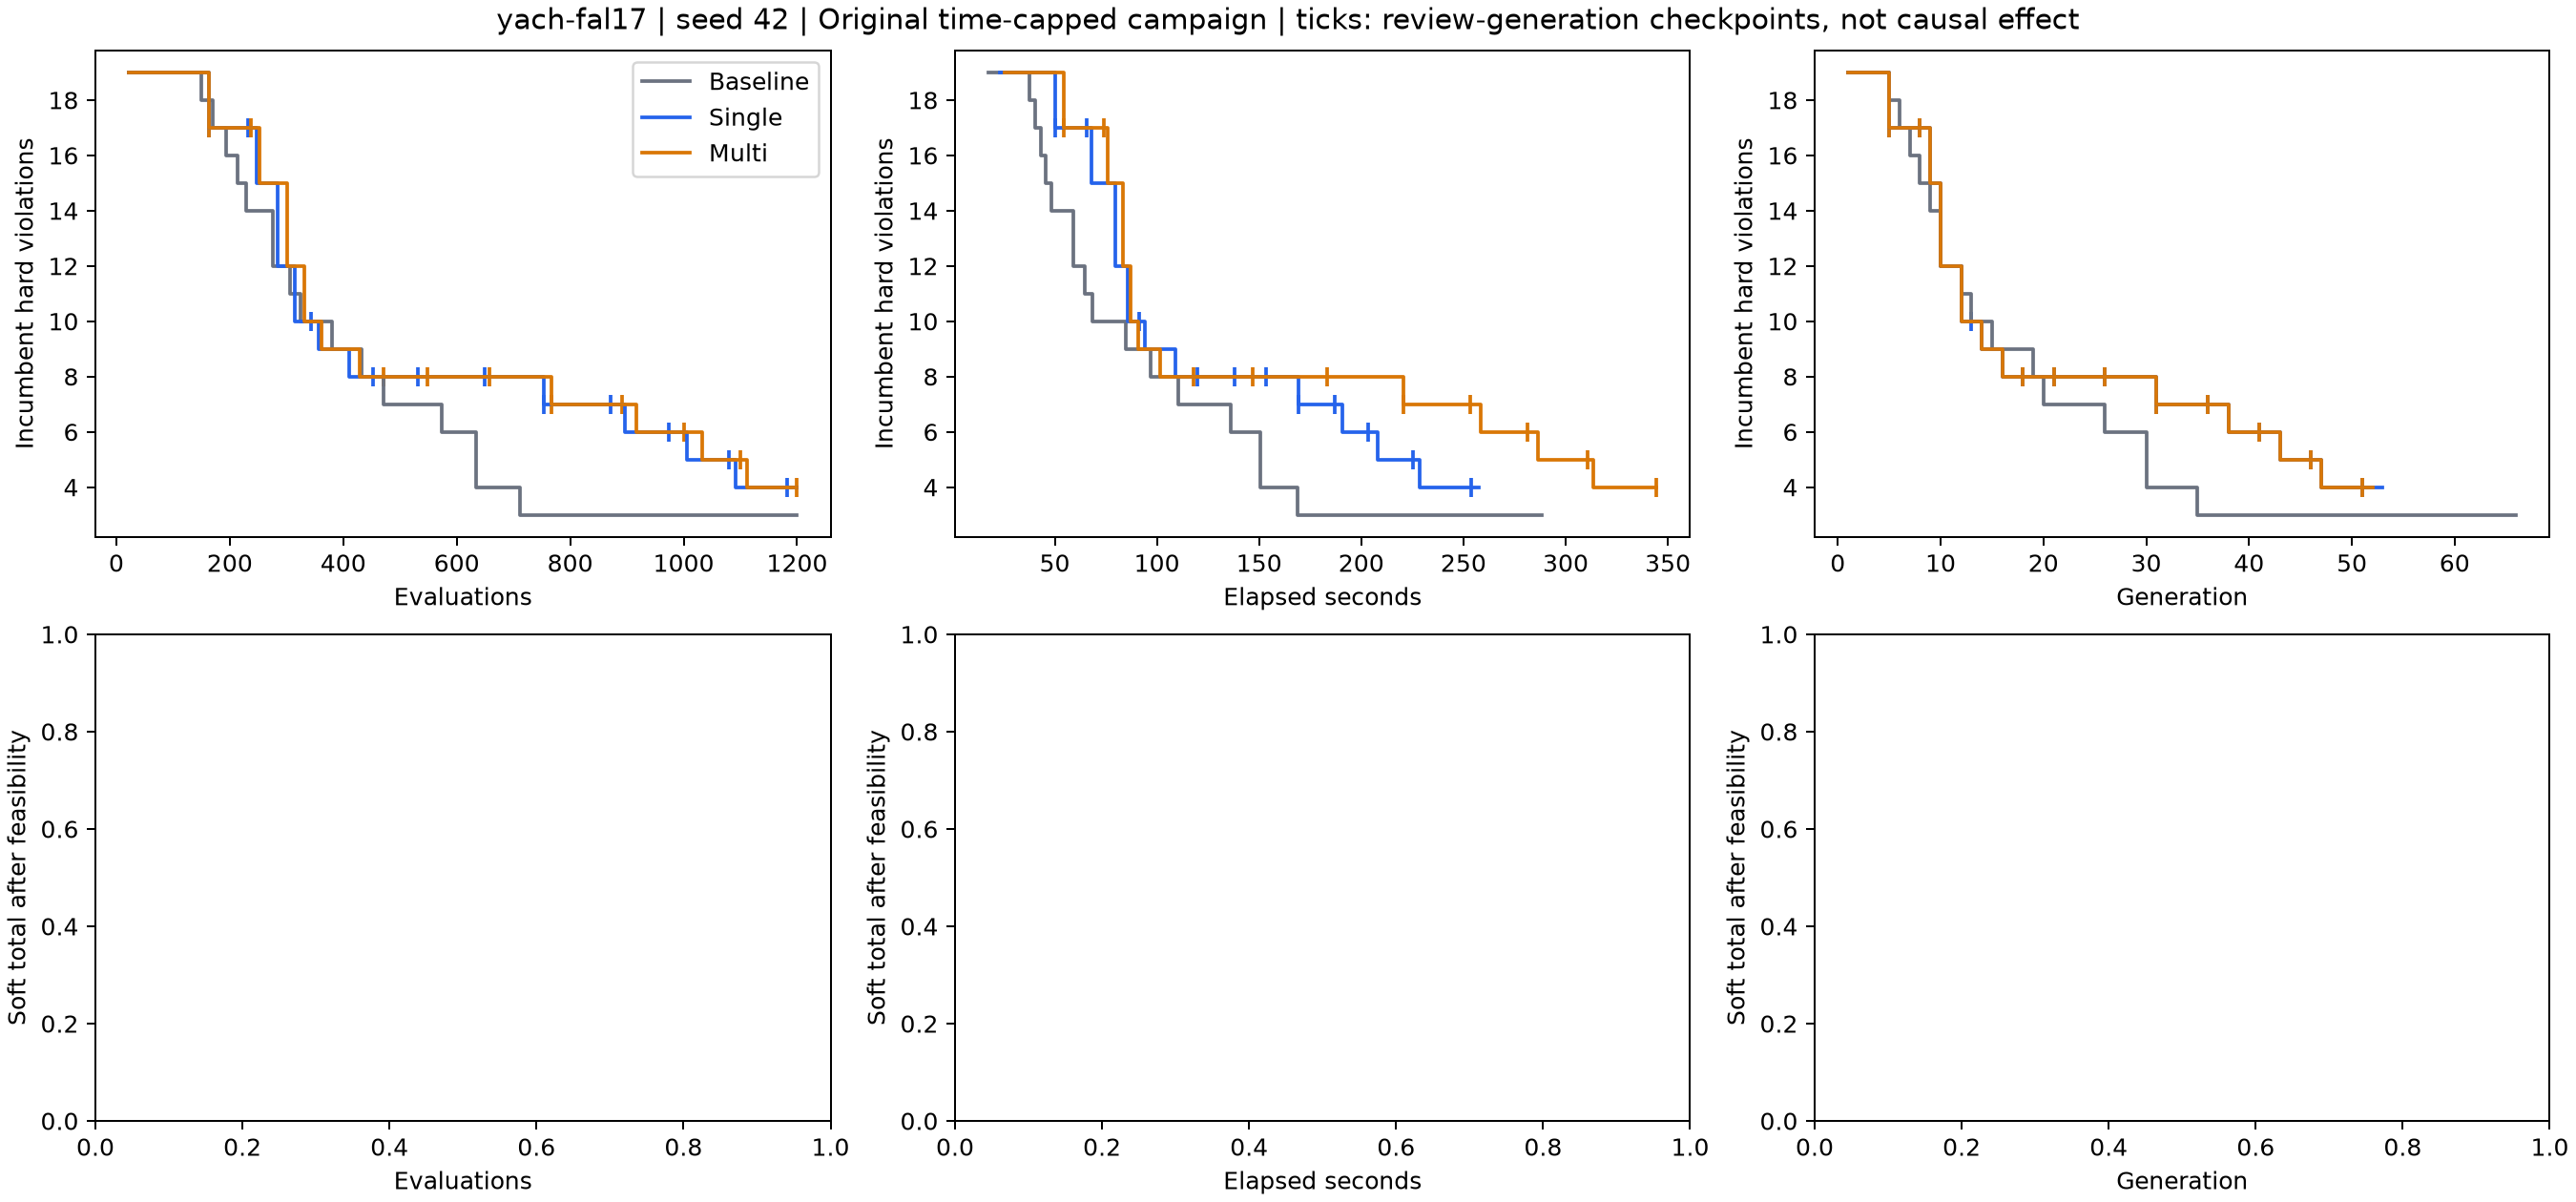 yach-fal17 | seed 42 | Original time-capped campaign | ticks: review-generation checkpoints, not causal effect
Incumbent hard violations
18
16
14
12
10
8
6
4
Baseline
Single
Multi
0 200 400 600 800 1000 1200
Evaluations
Incumbent hard violations
18
16
14
12
10
8
6
4
50 100 150 200 250 300 350
Elapsed seconds
Incumbent hard violations
18
16
14
12
10
8
6
4
0 10 20 30 40 50 60
Generation
Soft total after feasibility
1.0
0.8
0.6
0.4
0.2
0.0
0.0 0.2 0.4 0.6 0.8 1.0
Evaluations
Soft total after feasibility
1.0
0.8
0.6
0.4
0.2
0.0
0.0 0.2 0.4 0.6 0.8 1.0
Elapsed seconds
Soft total after feasibility
1.0
0.8
0.6
0.4
0.2
0.0
0.0 0.2 0.4 0.6 0.8 1.0
Generation